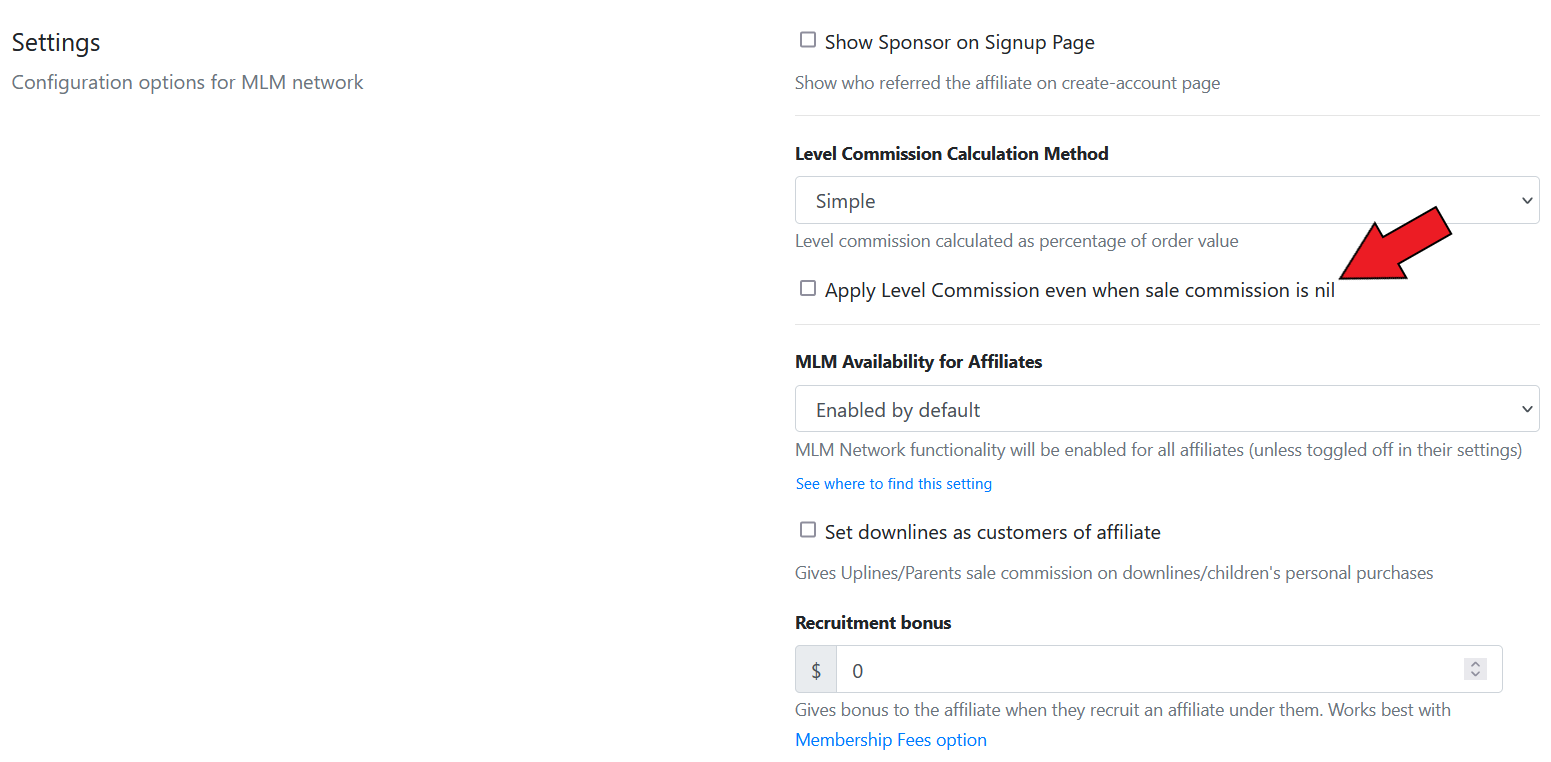 Settings
Configuration options for MLM network
Show Sponsor on Signup Page
Show who referred the affiliate on create-account page
Level Commission Calculation Method
Simple
Level commission calculated as percentage of order value
Apply Level Commission even when sale commission is nil
MLM Availability for Affiliates
Enabled by default
MLM Network functionality will be enabled for all affiliates (unless toggled off in their settings)
See where to find this setting
Set downlines as customers of affiliate
Gives Uplines/Parents sale commission on downlines/children's personal purchases
Recruitment bonus
$ 0
Gives bonus to the affiliate when they recruit an affiliate under them. Works best with
Membership Fees option